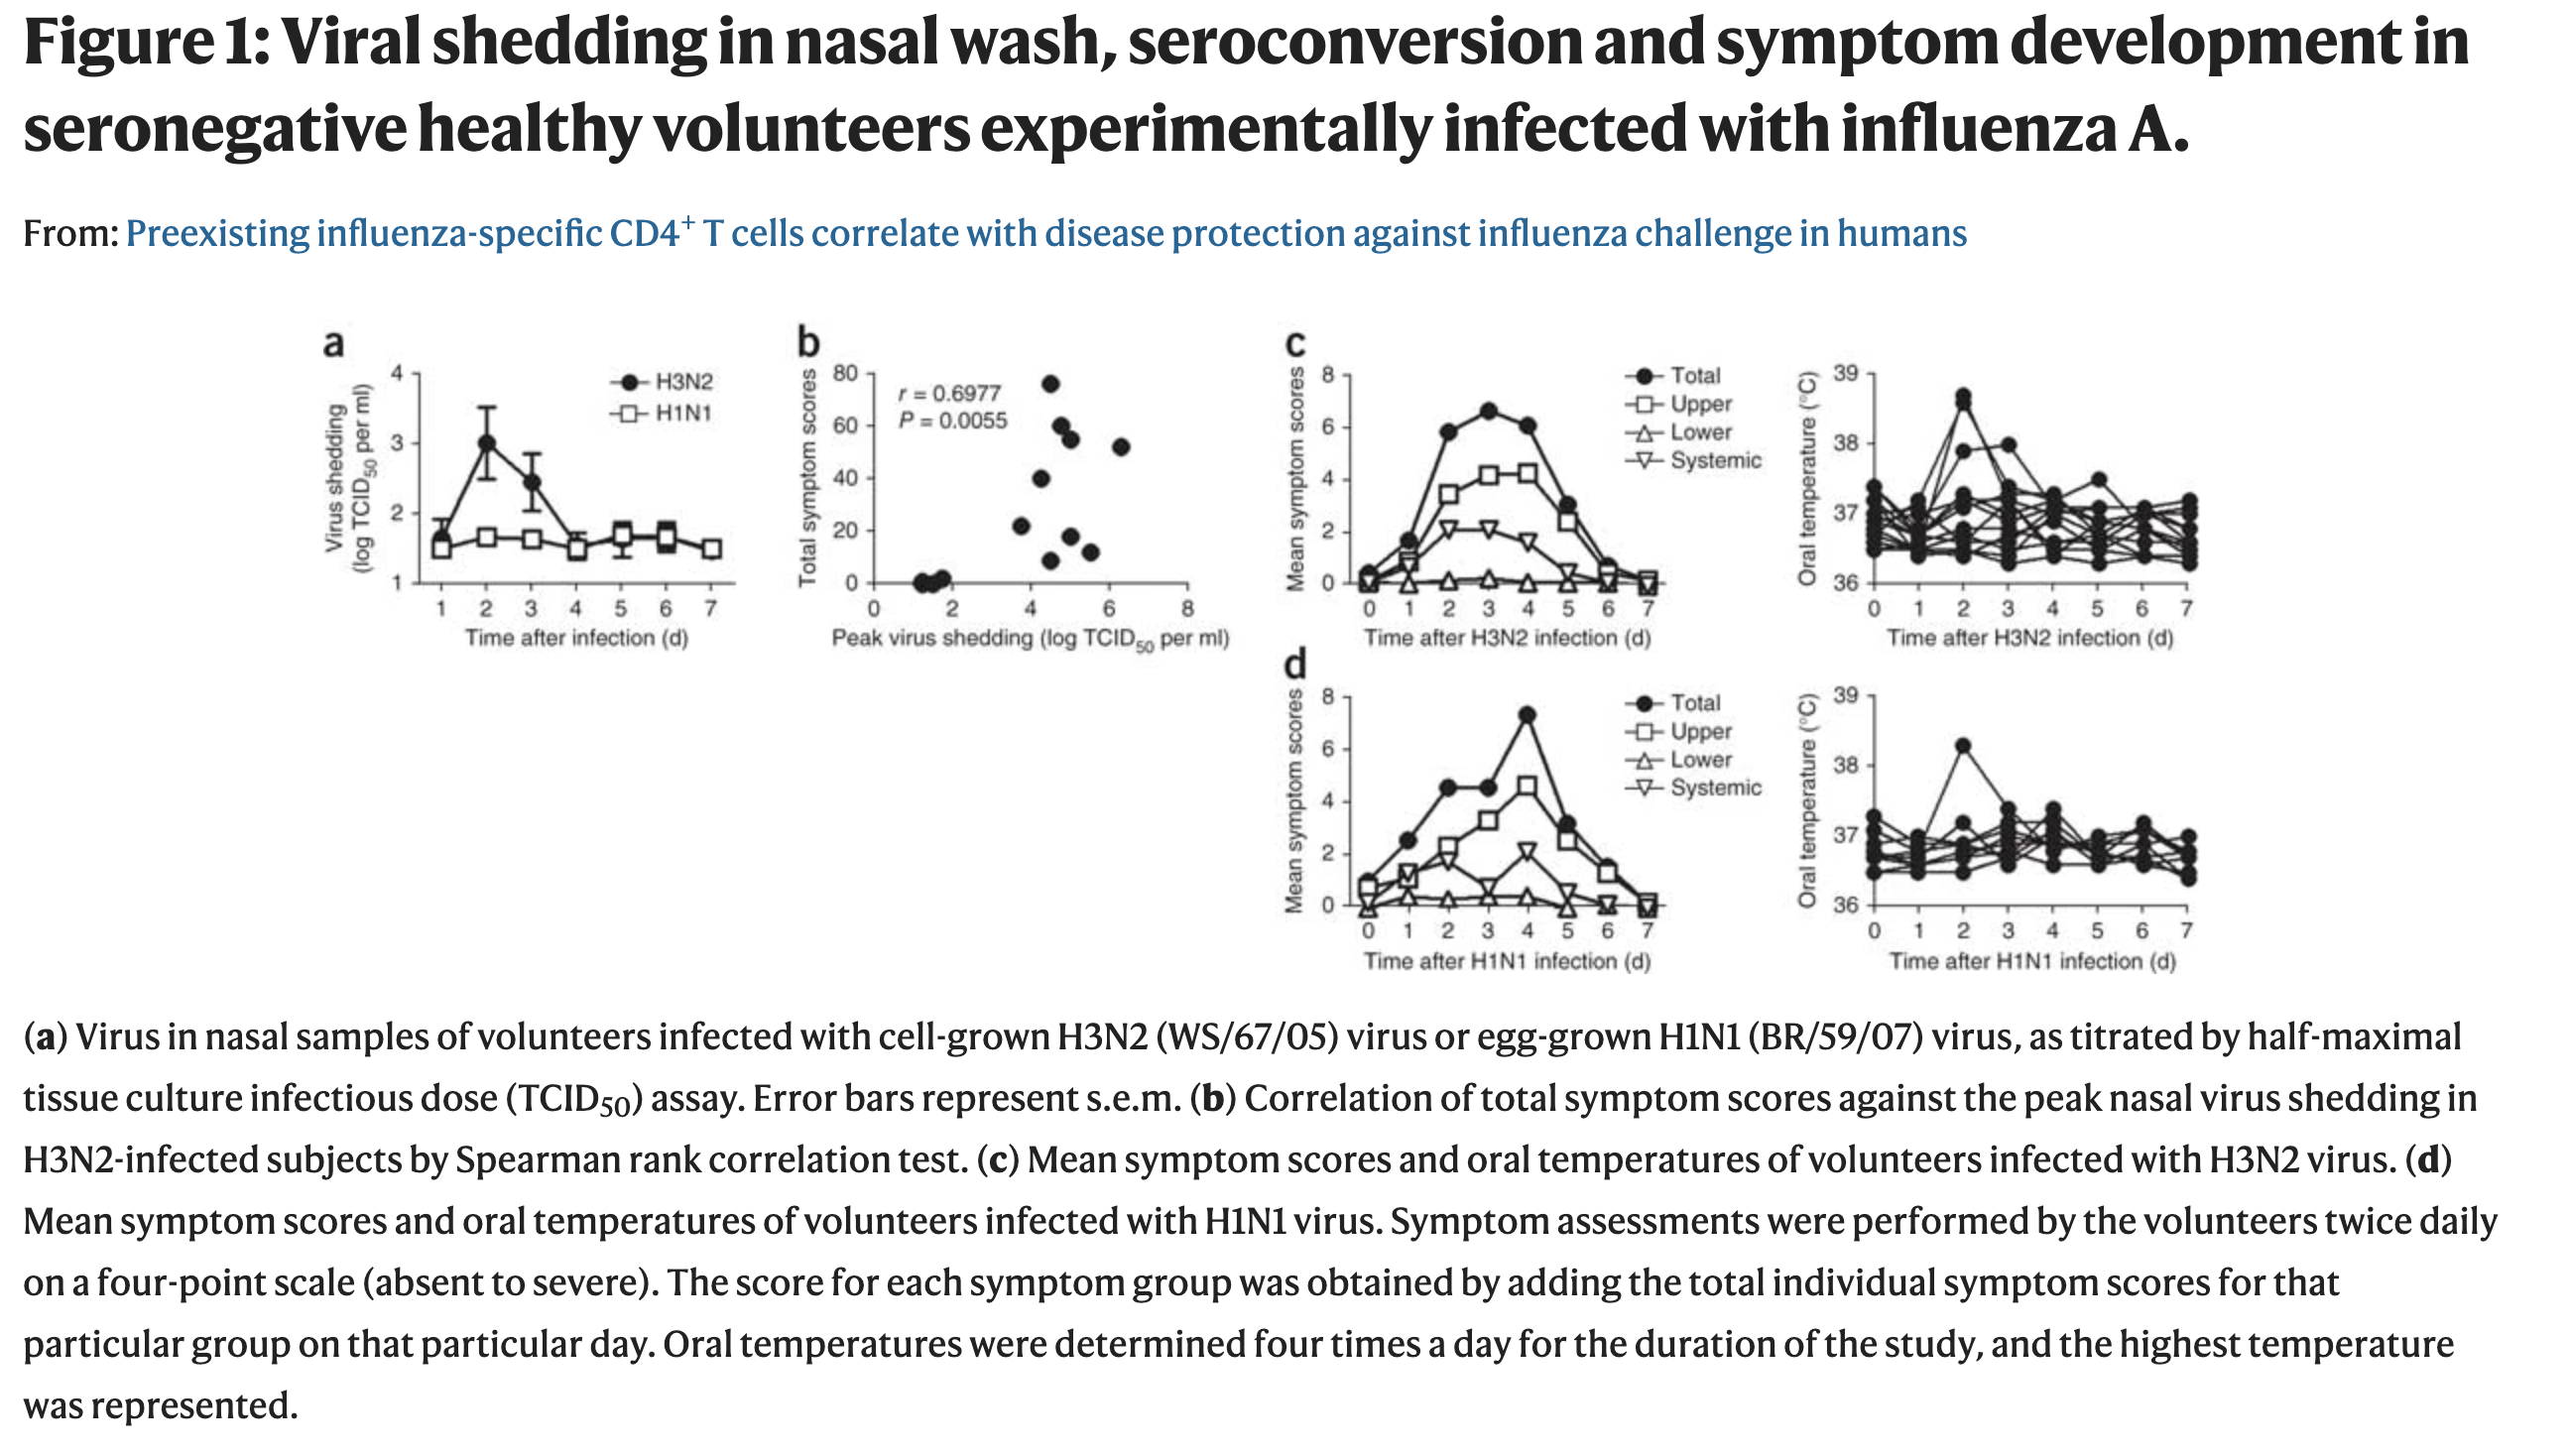 Figure 1: Viral shedding in nasal wash, seroconversion and symptom development in
seronegative healthy volunteers experimentally infected with influenza A.
From: Preexisting influenza-specific CD4⁺ T cells correlate with disease protection against influenza challenge in humans
a
4
3
2
1
Virus shedding
(log TCID₅₀ per ml)
H3N2
H1N1
1 2 3 4 5 6 7
Time after infection (d)
b
80
60
40
20
0
Total symptom scores
r = 0.6977
P = 0.0055
0 2 4 6 8
Peak virus shedding (log TCID₅₀ per ml)
c
8
6
4
2
0
Mean symptom scores
Total
Upper
Lower
Systemic
0 1 2 3 4 5 6 7
Time after H3N2 infection (d)
39
38
37
36
Oral temperature (°C)
0 1 2 3 4 5 6 7
Time after H3N2 infection (d)
d
8
6
4
2
0
Mean symptom scores
Total
Upper
Lower
Systemic
0 1 2 3 4 5 6 7
Time after H1N1 infection (d)
39
38
37
36
Oral temperature (°C)
0 1 2 3 4 5 6 7
Time after H1N1 infection (d)
(a) Virus in nasal samples of volunteers infected with cell-grown H3N2 (WS/67/05) virus or egg-grown H1N1 (BR/59/07) virus, as titrated by half-maximal
tissue culture infectious dose (TCID₅₀) assay. Error bars represent s.e.m. (b) Correlation of total symptom scores against the peak nasal virus shedding in
H3N2-infected subjects by Spearman rank correlation test. (c) Mean symptom scores and oral temperatures of volunteers infected with H3N2 virus. (d)
Mean symptom scores and oral temperatures of volunteers infected with H1N1 virus. Symptom assessments were performed by the volunteers twice daily
on a four-point scale (absent to severe). The score for each symptom group was obtained by adding the total individual symptom scores for that
particular group on that particular day. Oral temperatures were determined four times a day for the duration of the study, and the highest temperature
was represented.